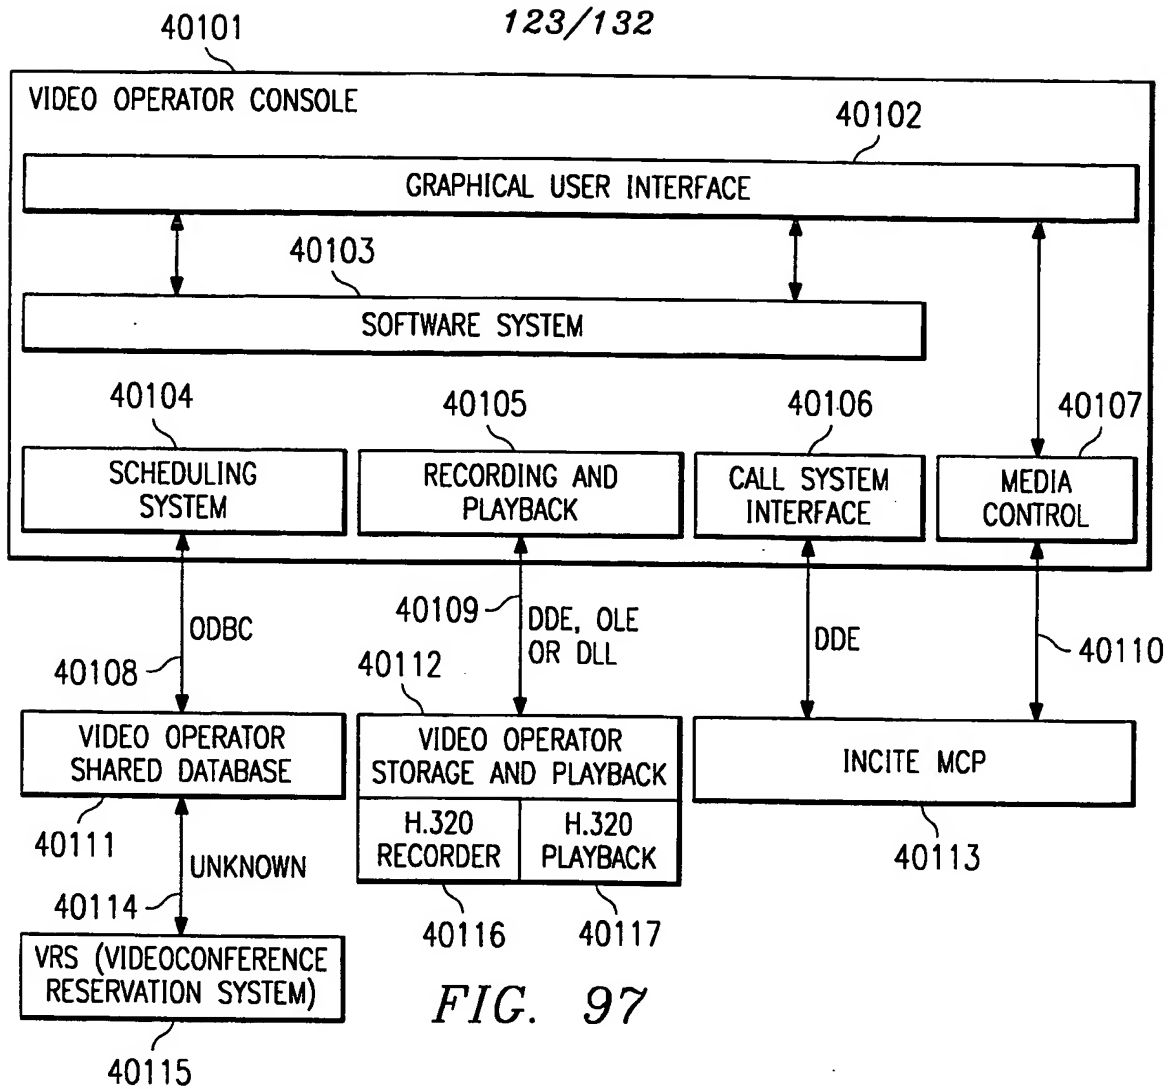 123/132
40101
VIDEO OPERATOR CONSOLE
40102
GRAPHICAL USER INTERFACE
40103
SOFTWARE SYSTEM
40104
40105
40106
40107
SCHEDULING
SYSTEM
RECORDING AND
PLAYBACK
CALL SYSTEM
INTERFACE
MEDIA
CONTROL
40108
ODBC
40109
DDE, OLE
OR DLL
DDE
40110
40112
VIDEO OPERATOR
SHARED DATABASE
VIDEO OPERATOR
STORAGE AND PLAYBACK
INCITE MCP
H.320
RECORDER
H.320
PLAYBACK
40111
40113
UNKNOWN
40114
40116
40117
VRS (VIDEOCONFERENCE
RESERVATION SYSTEM)
40115
FIG. 97